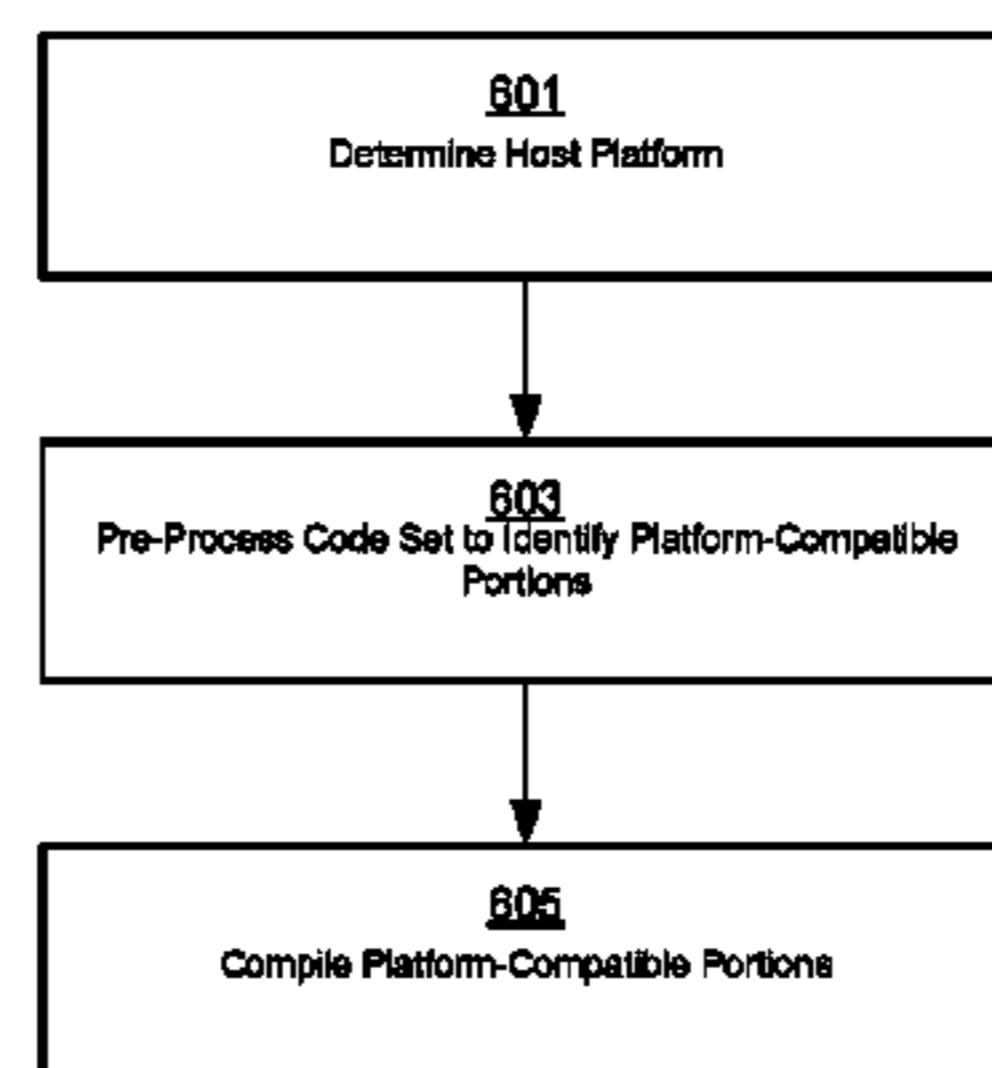 601
Determine Host Platform
603
Pre-Process Code Set to Identify Platform-Compatible
Portions
605
Compile Platform-Compatible Portions